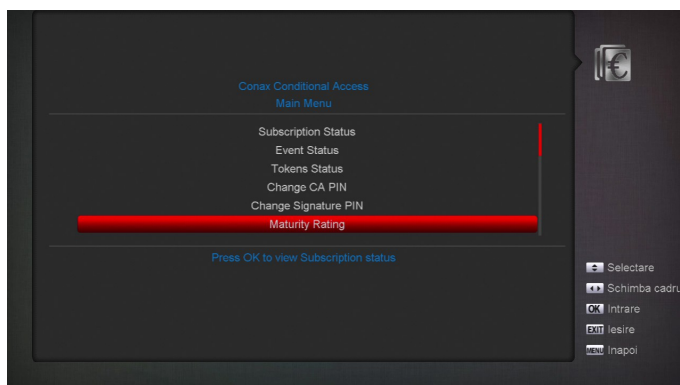 Conax Conditional Access
Main Menu
Subscription Status
Event Status
Tokens Status
Change CA PIN
Change Signature PIN
Maturity Rating
Press OK to view Subscription status
Selectare
Schimba cadru
OK Intrare
EXIT Iesire
MENU Inapoi